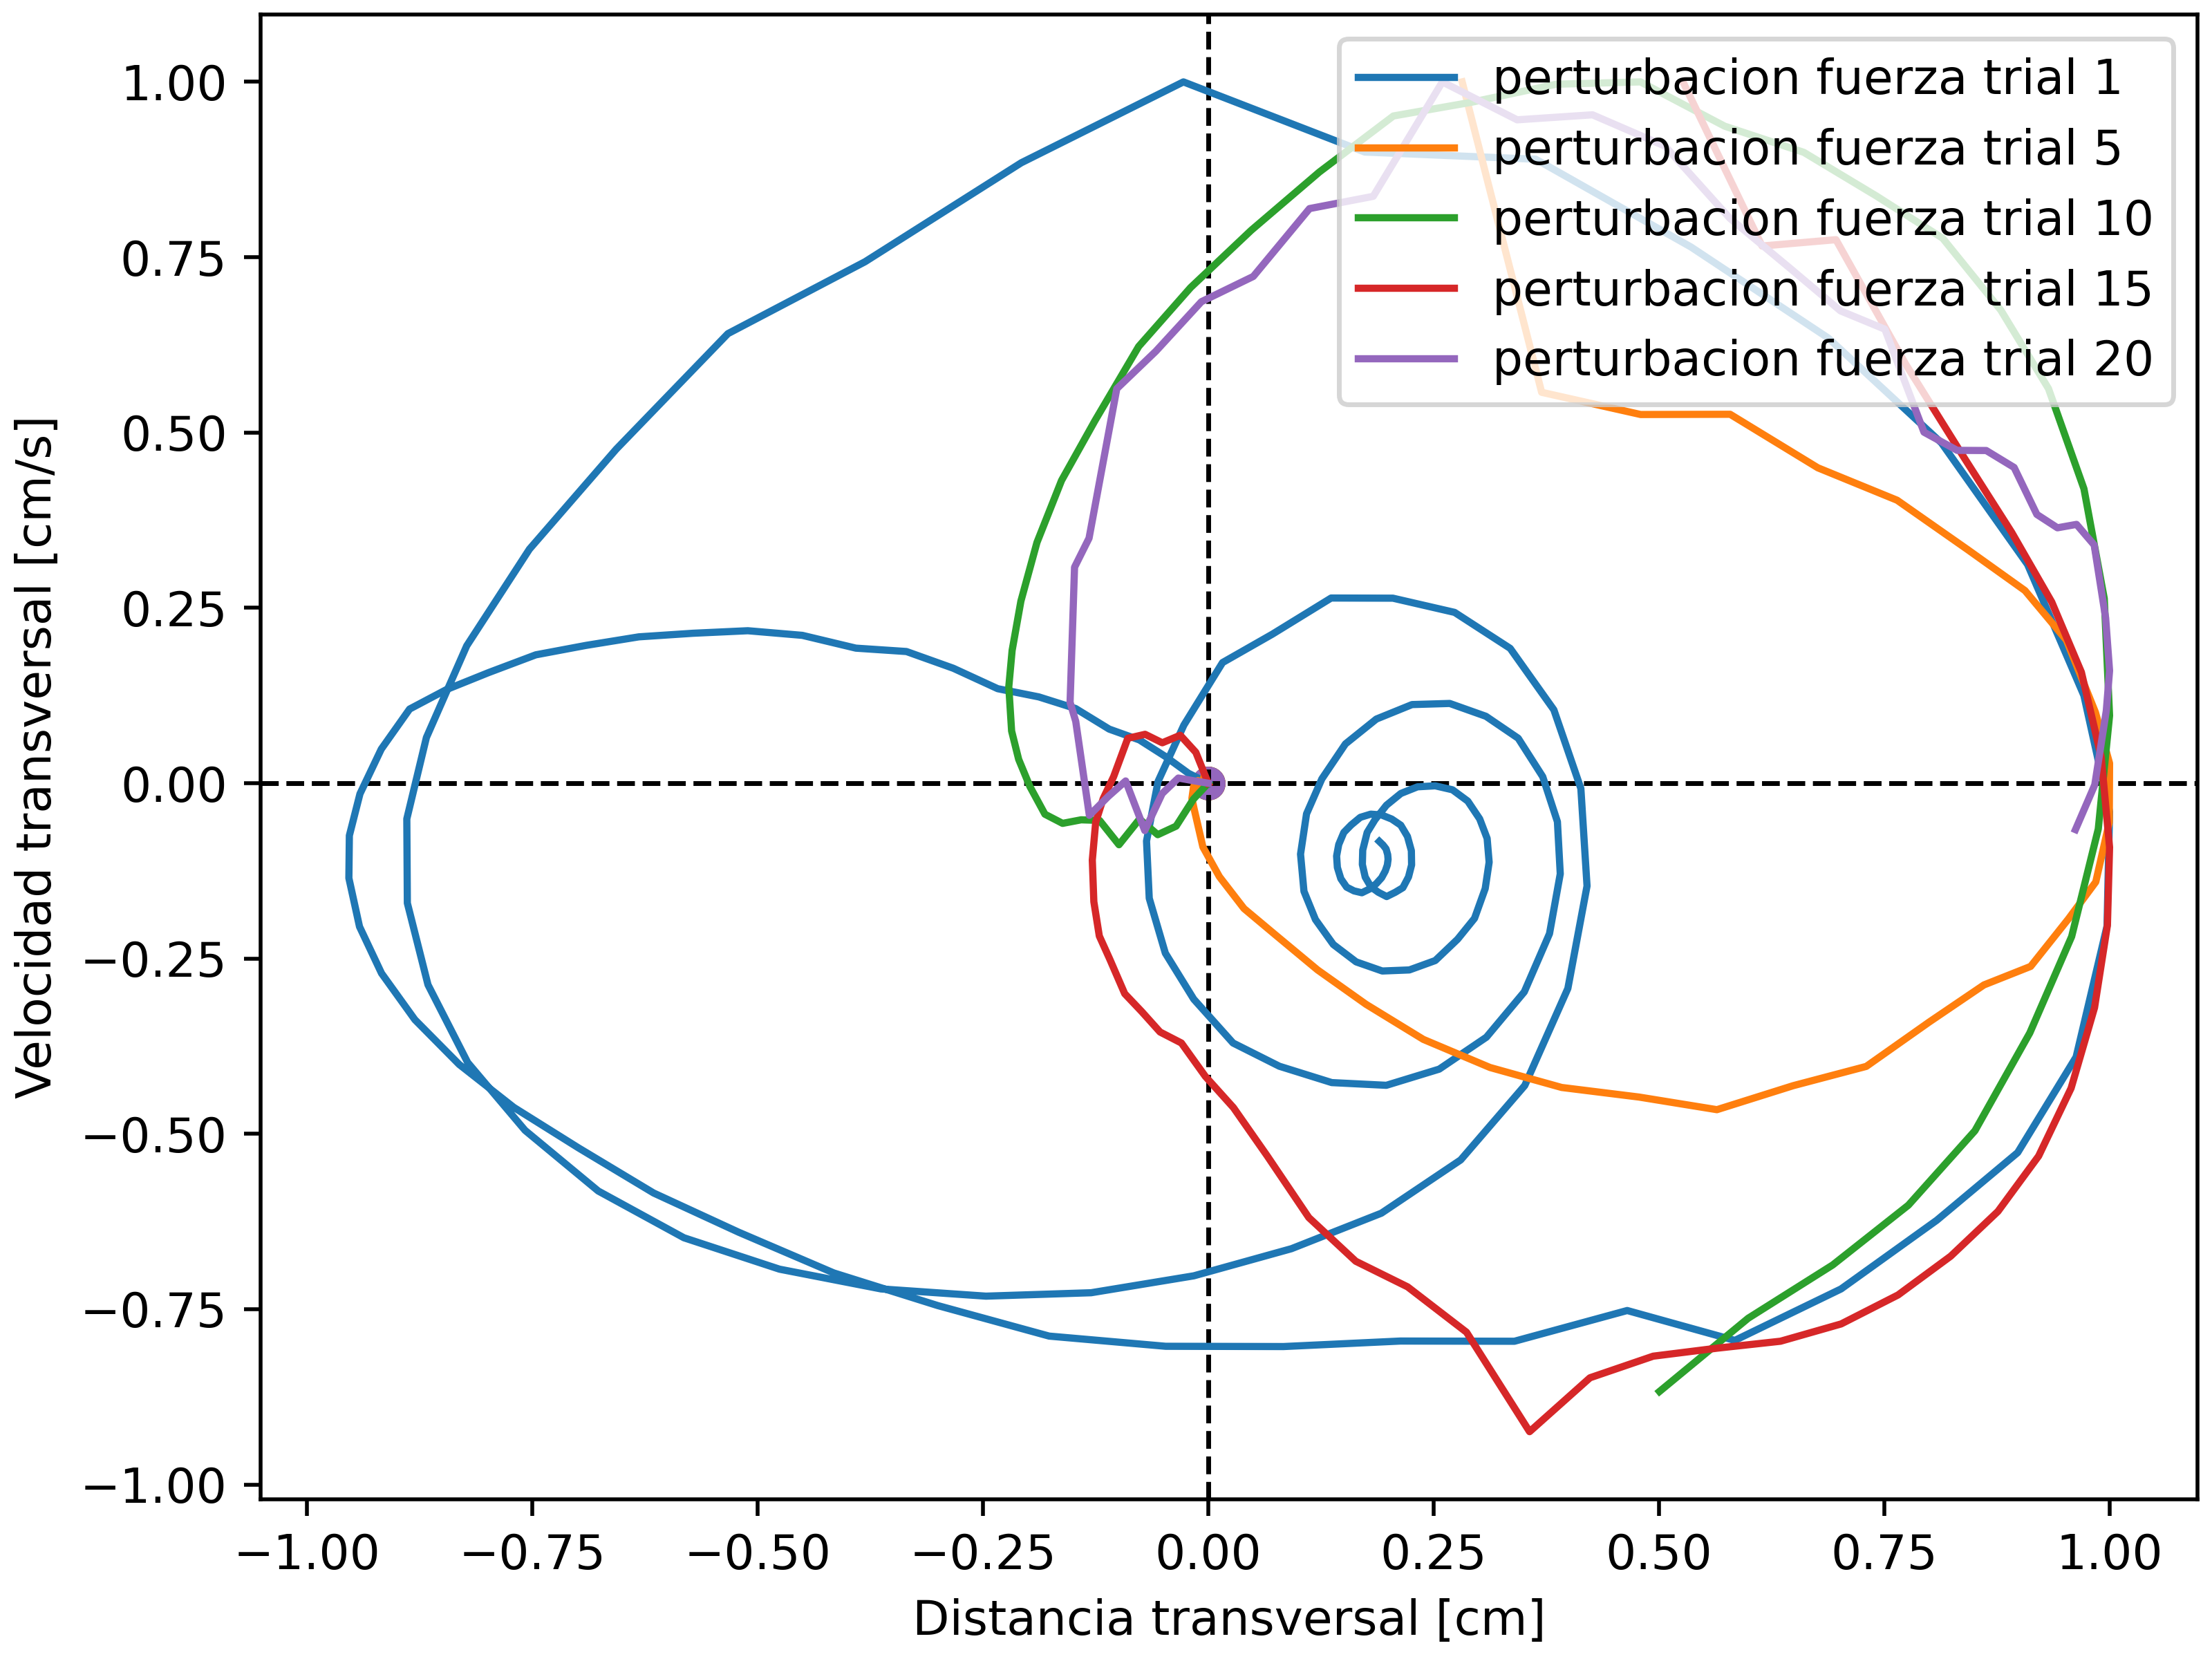 perturbacion fuerza trial 1
perturbacion fuerza trial 5
perturbacion fuerza trial 10
perturbacion fuerza trial 15
perturbacion fuerza trial 20
Velocidad transversal [cm/s]
1.00
0.75
0.50
0.25
0.00
−0.25
−0.50
−0.75
−1.00
−1.00 −0.75 −0.50 −0.25 0.00 0.25 0.50 0.75 1.00
Distancia transversal [cm]